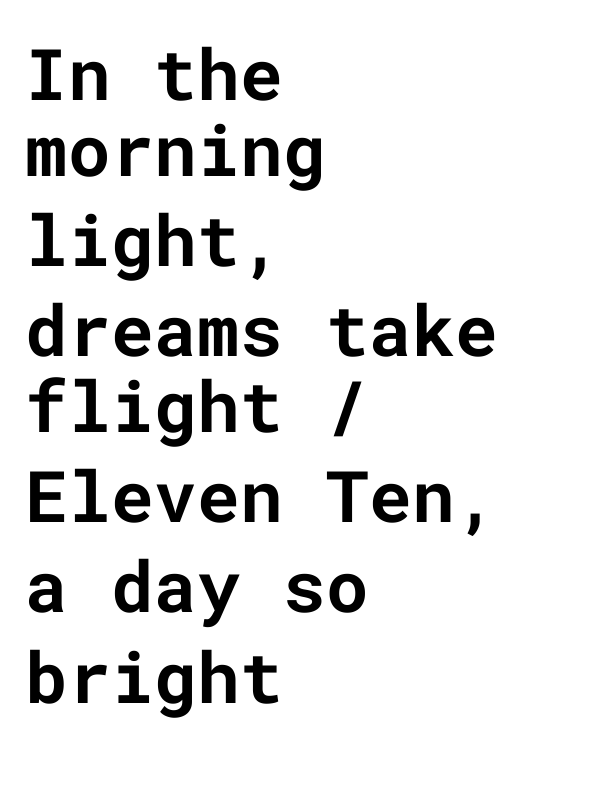 In the
morning
light,
dreams take
flight /
Eleven Ten,
a day so
bright